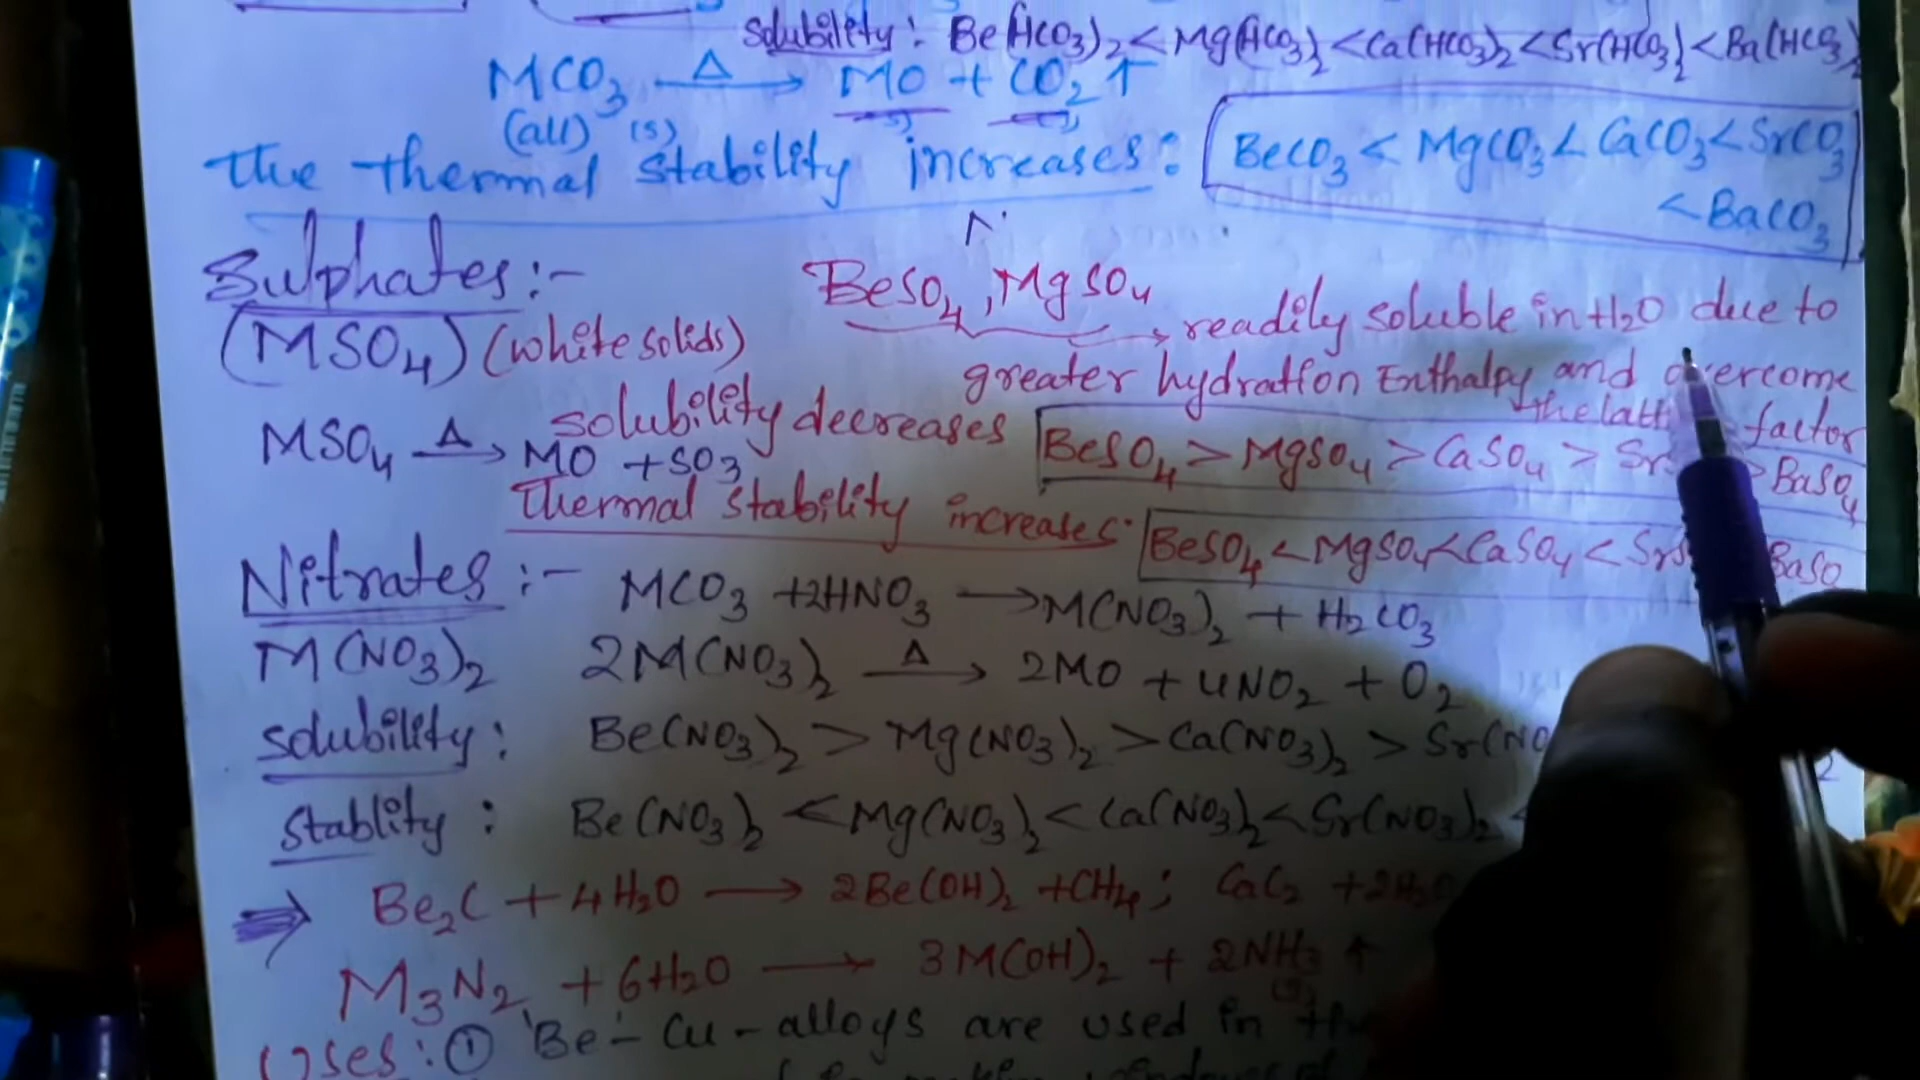 solubility: Be(HCO3)2 < Mg(HCO3)2 < Ca(HCO3)2 < Sr(HCO3)2 < Ba(HCO3)
MCO3 Δ→ MO + CO2 ↑
(all) (s)
The thermal stability increases: BeCO3 < MgCO3 < CaCO3 < SrCO3
< BaCO3
Sulphates:-
BeSO4, MgSO4
(MSO4) (white solids)
→ readily soluble in H2O due to
greater hydration Enthalpy and overcome
the latt factor
solubility decreases BeSO4 > MgSO4 > CaSO4 > Sr > BaSO4
MSO4 Δ→ MO + SO3
Thermal stability increases: BeSO4 < MgSO4 < CaSO4 < SrS BaSO
Nitrates :- MCO3 + 2HNO3 → M(NO3)2 + H2CO3
M(NO3)2 2M(NO3)2 Δ→ 2MO + 4NO2 + O2
solubility: Be(NO3)2 > Mg(NO3)2 > Ca(NO3)2 > Sr(NO 2
Stablity : Be(NO3)2 < Mg(NO3)2 < Ca(NO3)2 < Sr(NO3)2 <
⇒ Be2C + 4H2O → 2Be(OH)2 + CH4; CaC2 + 2H2O
M3N2 + 6H2O → 3M(OH)2 + 2NH3 ↑
Uses: ① 'Be'- Cu - alloys are used in